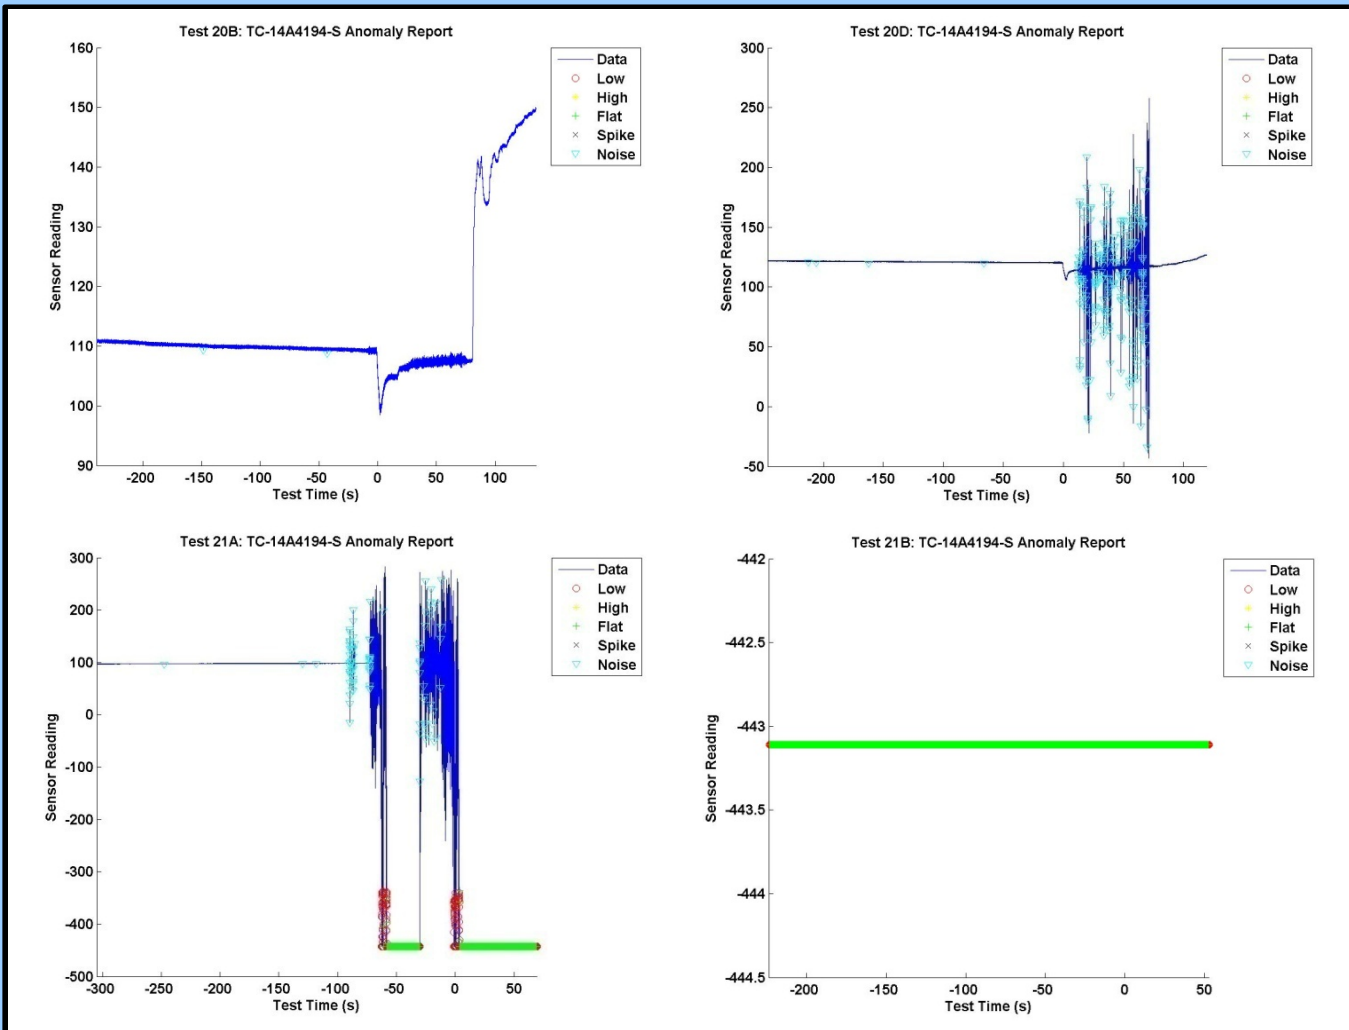 Test 20B: TC-14A4194-S Anomaly Report
160
150
140
130
120
110
100
90
Sensor Reading
-200 -150 -100 -50 0 50 100
Test Time (s)
Data
Low
High
Flat
Spike
Noise
Test 20D: TC-14A4194-S Anomaly Report
300
250
200
150
100
50
0
-50
Sensor Reading
-200 -150 -100 -50 0 50 100
Test Time (s)
Data
Low
High
Flat
Spike
Noise
Test 21A: TC-14A4194-S Anomaly Report
300
200
100
0
-100
-200
-300
-400
-500
Sensor Reading
-300 -250 -200 -150 -100 -50 0 50
Test Time (s)
Data
Low
High
Flat
Spike
Noise
Test 21B: TC-14A4194-S Anomaly Report
-442
-442.5
-443
-443.5
-444
-444.5
Sensor Reading
-200 -150 -100 -50 0 50
Test Time (s)
Data
Low
High
Flat
Spike
Noise